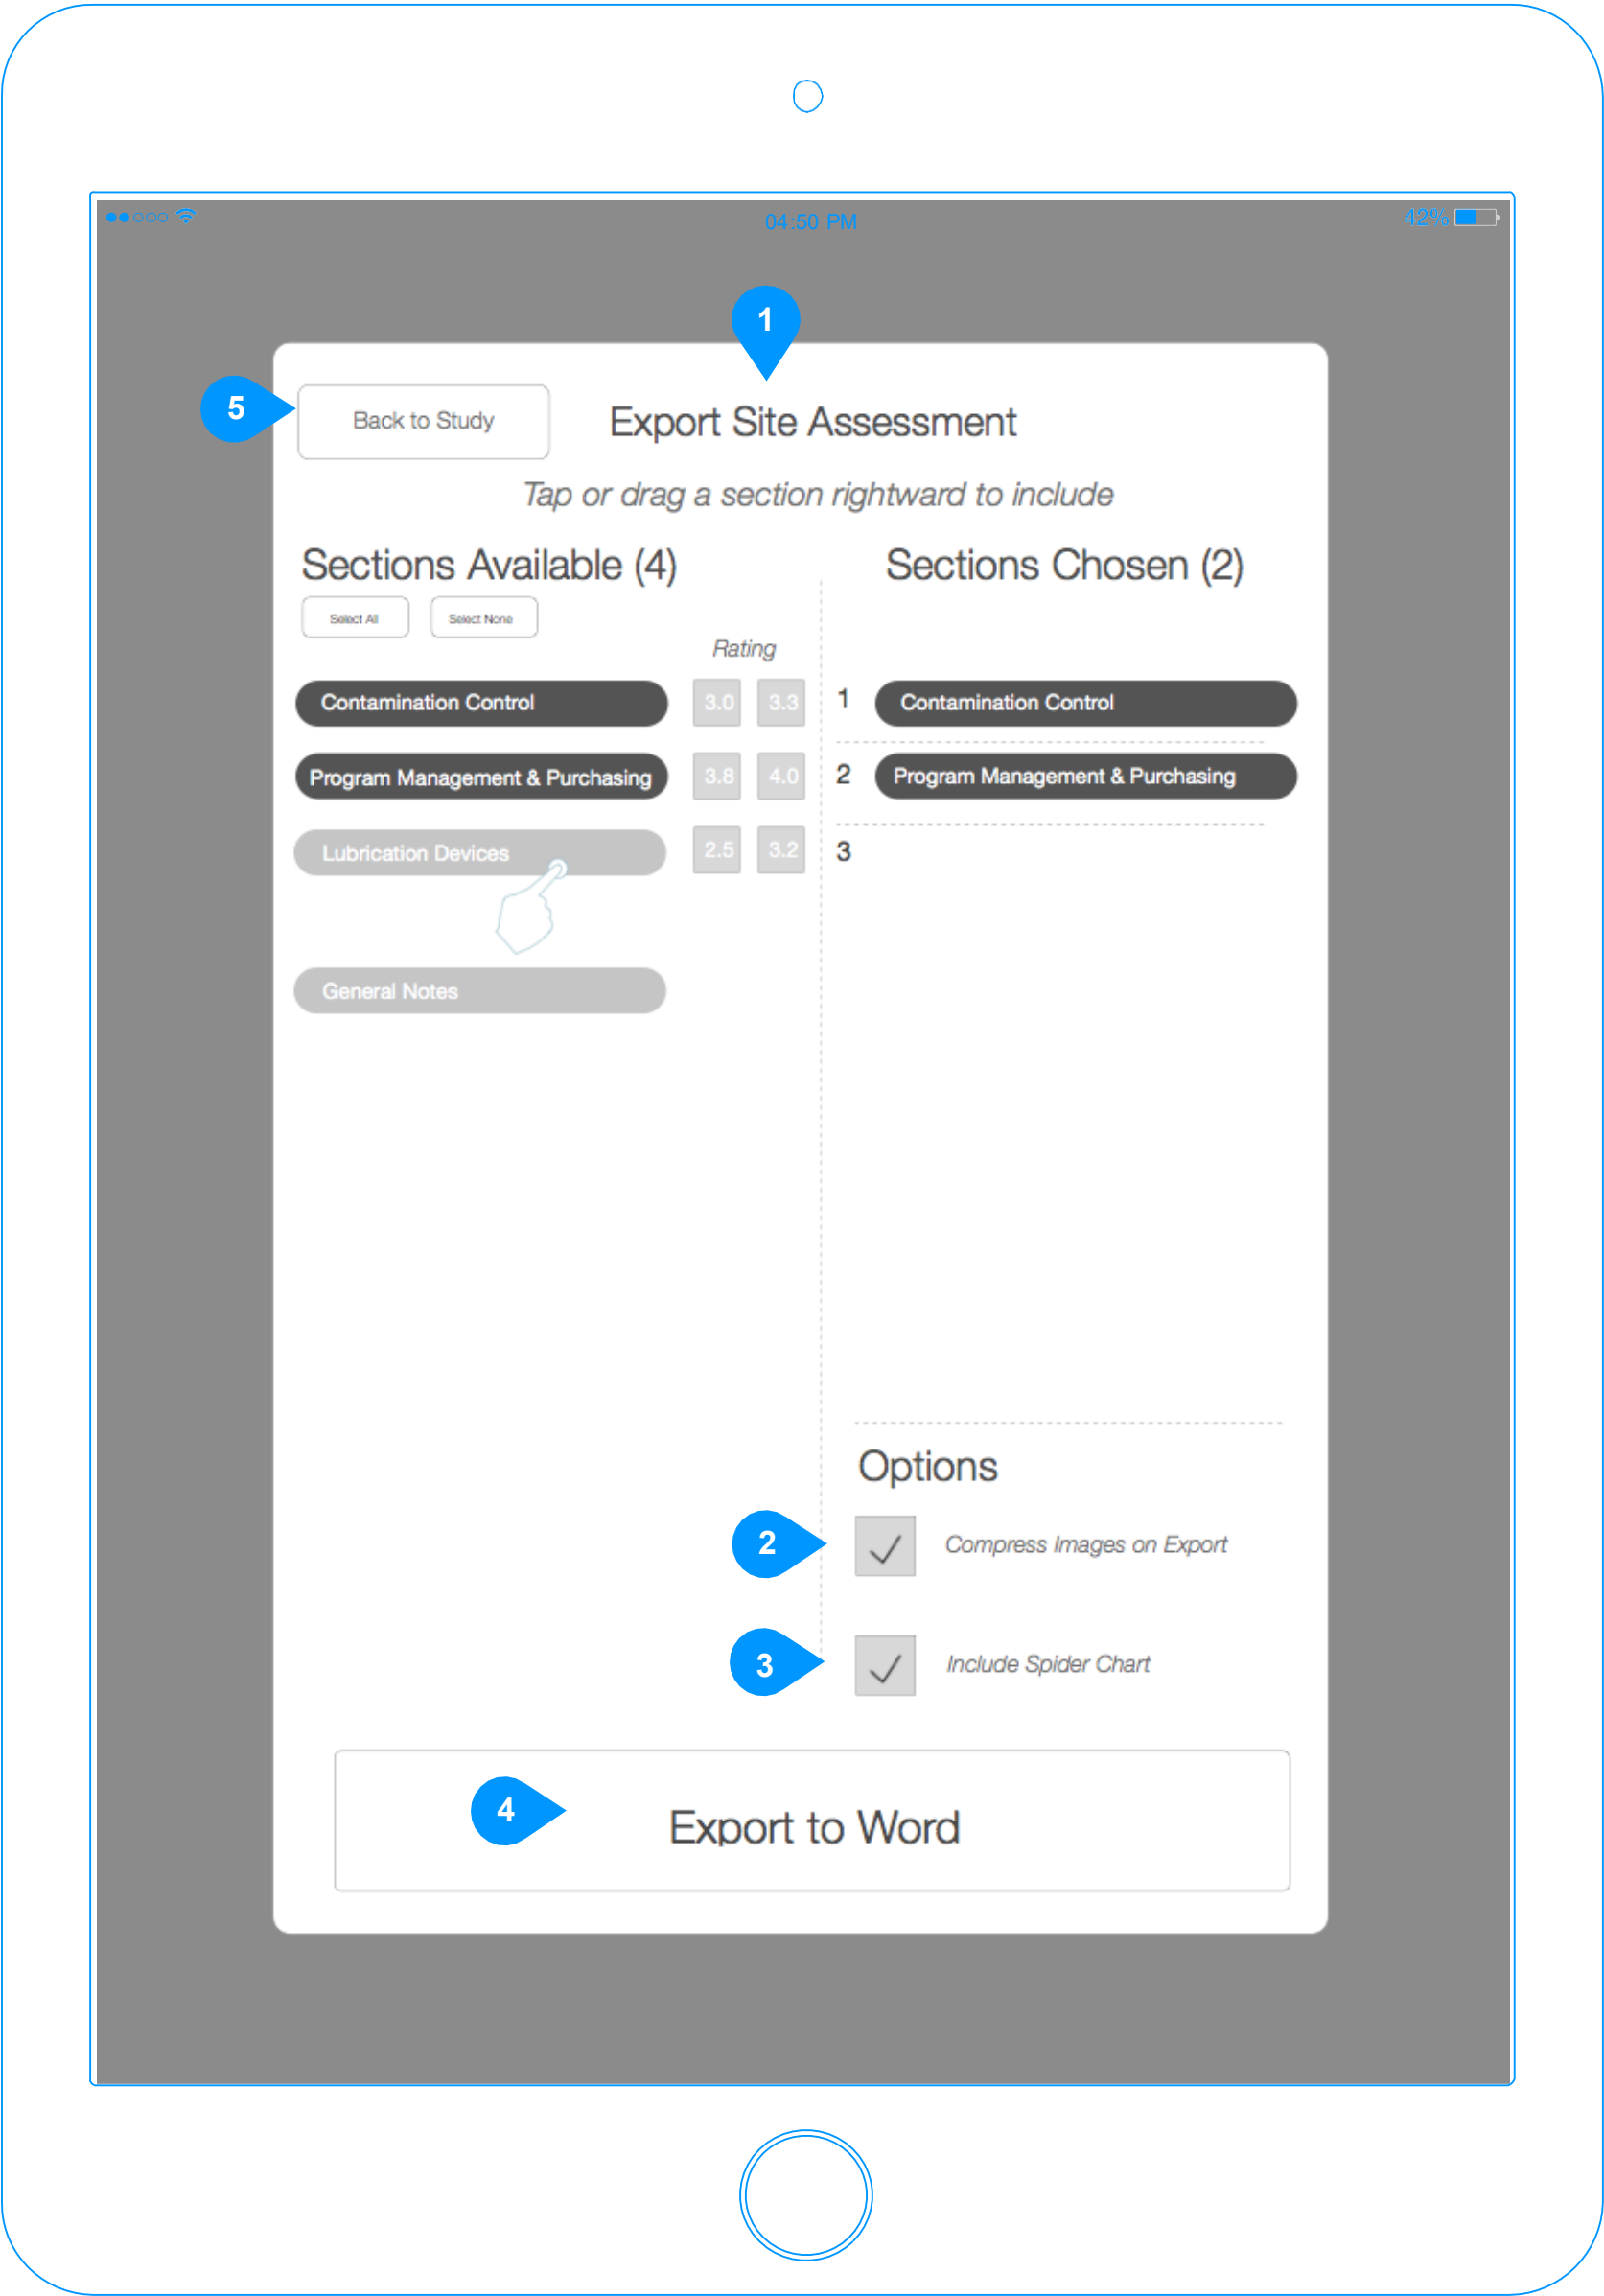 04:50 PM
42%
1
5
Back to Study
Export Site Assessment
Tap or drag a section rightward to include
Sections Available (4)
Sections Chosen (2)
Select All
Select None
Rating
Contamination Control
3.0
3.3
1
Contamination Control
Program Management & Purchasing
3.8
4.0
2
Program Management & Purchasing
Lubrication Devices
2.5
3.2
3
General Notes
Options
2
Compress Images on Export
3
Include Spider Chart
4
Export to Word